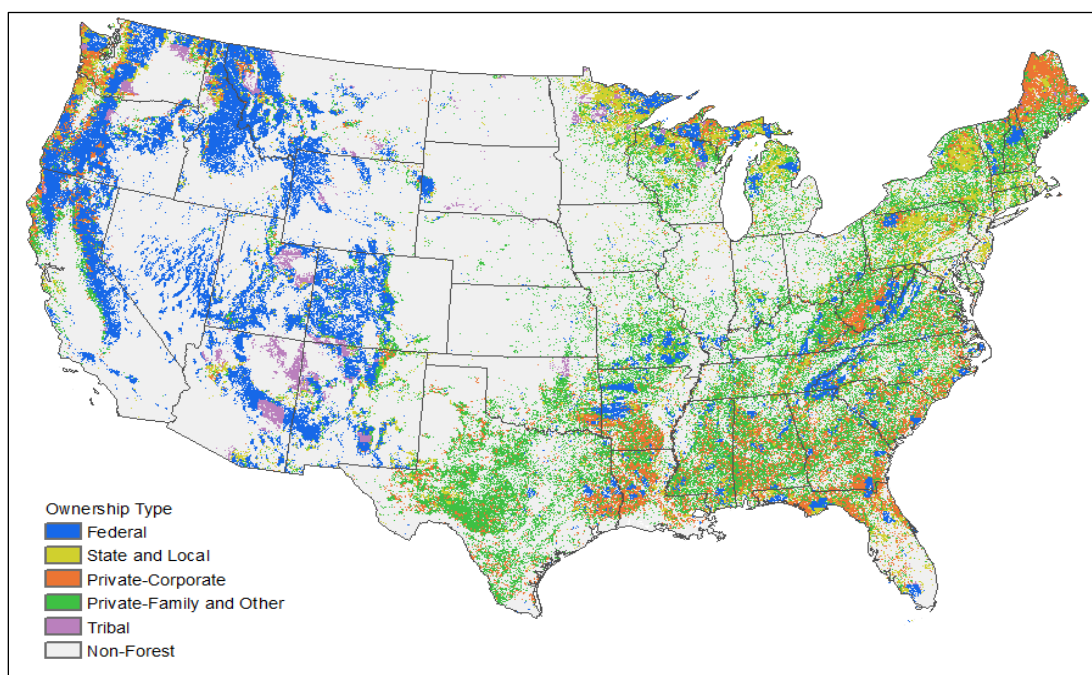 Ownership Type
Federal
State and Local
Private-Corporate
Private-Family and Other
Tribal
Non-Forest